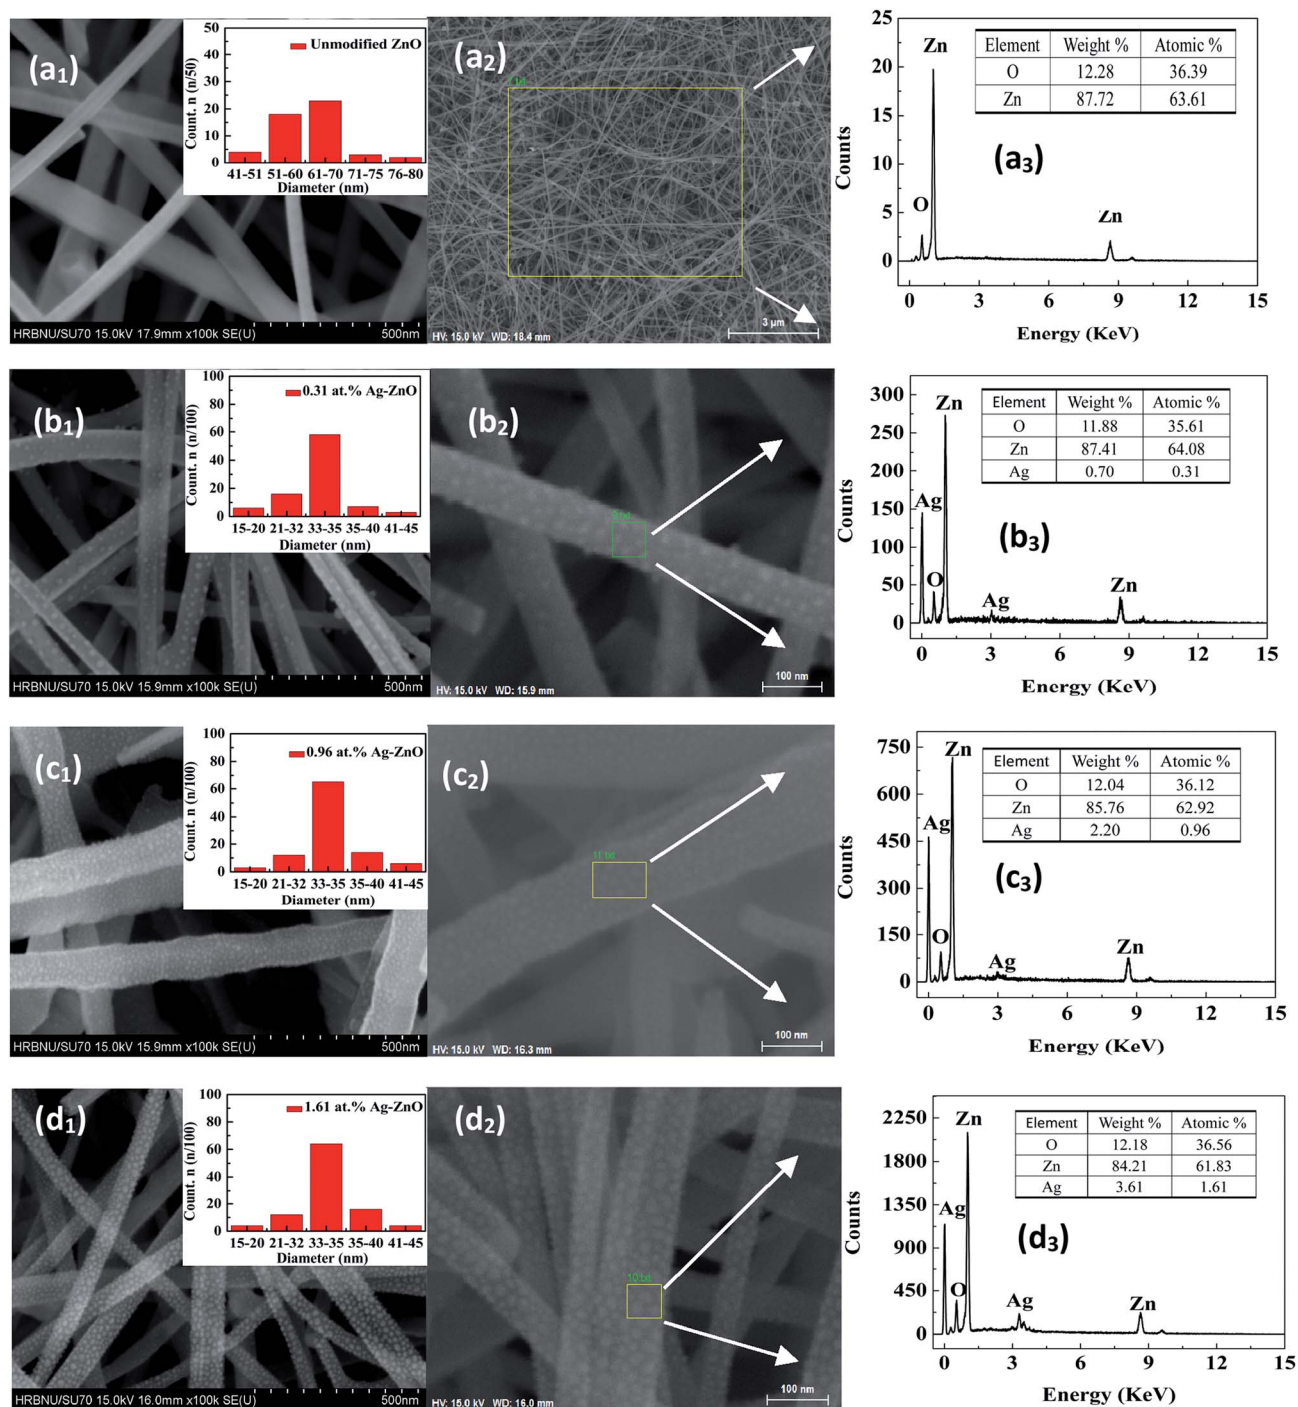 (a1)
50
40
30
20
10
0
Count. n (n/50)
Unmodified ZnO
41-51 51-60 61-70 71-75 76-80
Diameter (nm)
HRBNU/SU70 15.0kV 17.9mm x100k SE(U) 500nm
(a2)
HV: 15.0 kV WD: 18.4 mm
3 µm
25
20
15
10
5
0
Counts
Zn
O
Zn
Element Weight % Atomic %
O 12.28 36.39
Zn 87.72 63.61
(a3)
0 3 6 9 12 15
Energy (KeV)
(b1)
100
80
60
40
20
0
Count. n (n/100)
0.31 at.% Ag-ZnO
15-20 21-32 33-35 35-40 41-45
Diameter (nm)
HRBNU/SU70 15.0kV 15.9mm x100k SE(U) 500nm
(b2)
HV: 15.0 kV WD: 15.9 mm
100 nm
300
250
200
150
100
50
0
Counts
Zn
Ag
O
Ag
Zn
Element Weight % Atomic %
O 11.88 35.61
Zn 87.41 64.08
Ag 0.70 0.31
(b3)
0 3 6 9 12 15
Energy (KeV)
(c1)
100
80
60
40
20
0
Count. n (n/100)
0.96 at.% Ag-ZnO
15-20 21-32 33-35 35-40 41-45
Diameter (nm)
HRBNU/SU70 15.0kV 15.9mm x100k SE(U) 500nm
(c2)
11.txt
HV: 15.0 kV WD: 16.3 mm
100 nm
750
600
450
300
150
0
Counts
Zn
Ag
O
Ag
Zn
Element Weight % Atomic %
O 12.04 36.12
Zn 85.76 62.92
Ag 2.20 0.96
(c3)
0 3 6 9 12 15
Energy (KeV)
(d1)
100
80
60
40
20
0
Count. n (n/100)
1.61 at.% Ag-ZnO
15-20 21-32 33-35 35-40 41-45
Diameter (nm)
HRBNU/SU70 15.0kV 16.0mm x100k SE(U) 500nm
(d2)
10.txt
HV: 15.0 kV WD: 16.0 mm
100 nm
2250
1800
1350
900
450
0
Counts
Zn
Ag
O
Ag
Zn
Element Weight % Atomic %
O 12.18 36.56
Zn 84.21 61.83
Ag 3.61 1.61
(d3)
0 3 6 9 12 15
Energy (KeV)